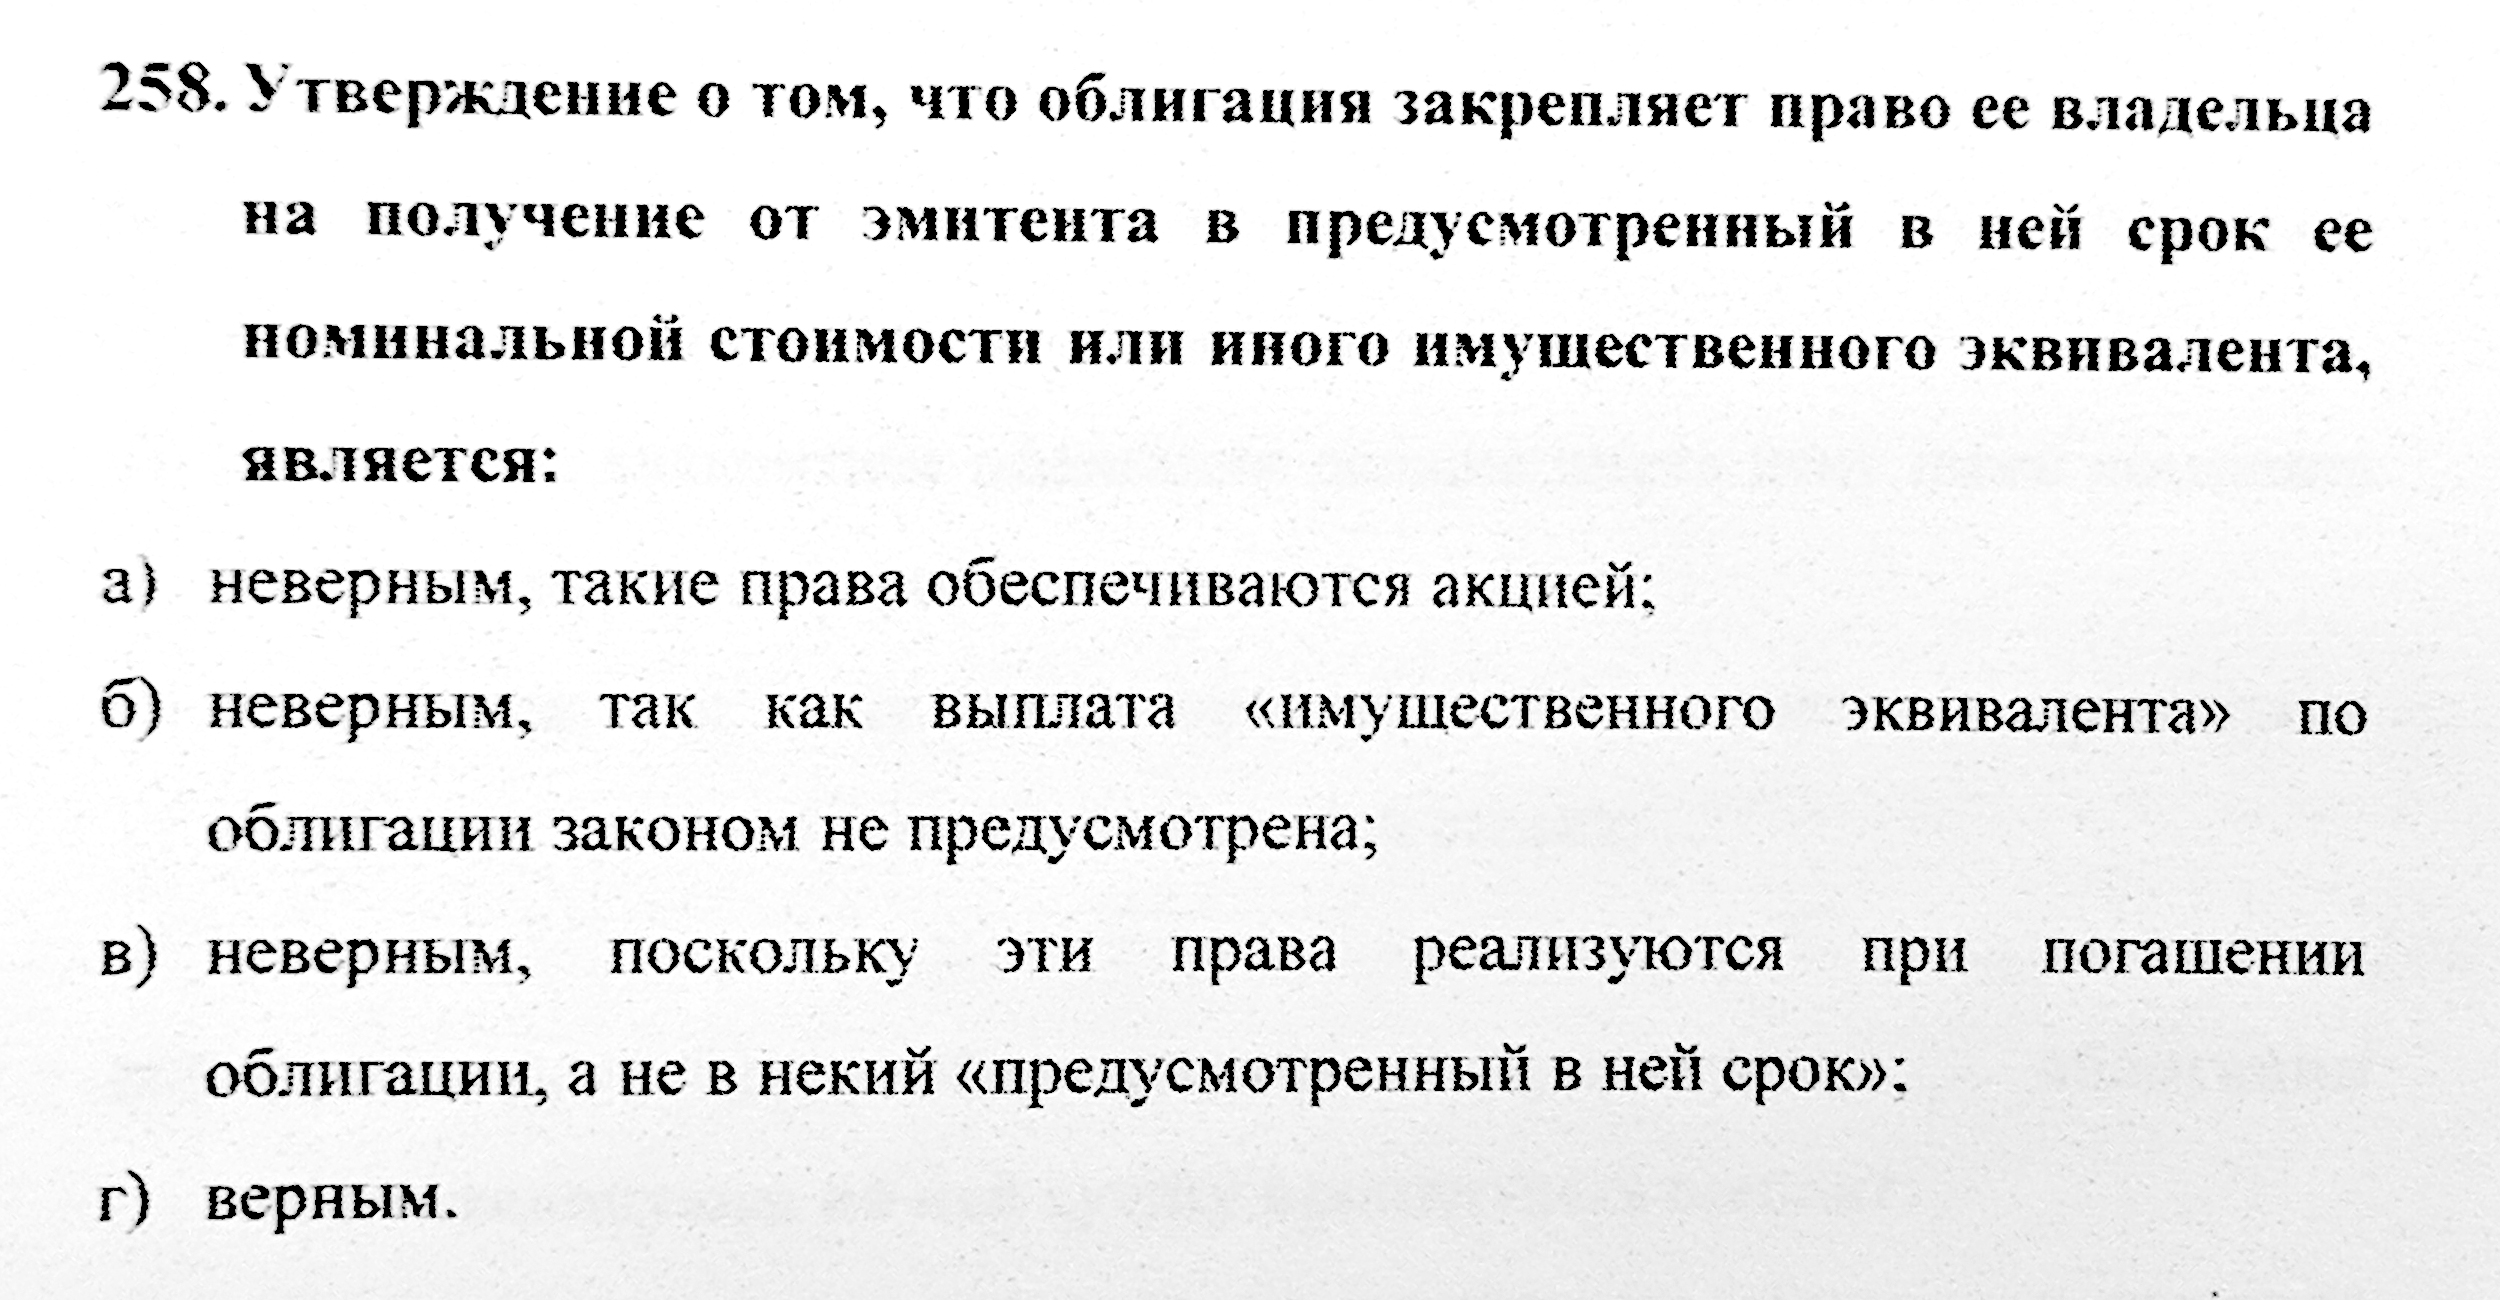 258. Утверждение о том, что облигация закрепляет право ее владельца
на получение от эмитента в предусмотренный в ней срок ее
номинальной стоимости или иного имущественного эквивалента,
является:
а) неверным, такие права обеспечиваются акцией;
б) неверным, так как выплата «имущественного эквивалента» по
облигации законом не предусмотрена;
в) неверным, поскольку эти права реализуются при погашении
облигации, а не в некий «предусмотренный в ней срок»;
г) верным.